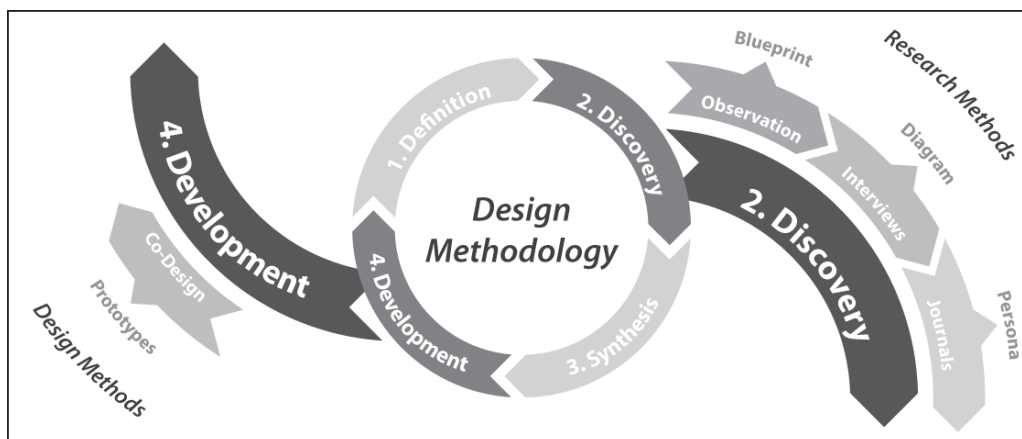 Design
Methodology
1. Definition
2. Discovery
3. Synthesis
4. Development
4. Development
Co-Design
Prototypes
Design Methods
2. Discovery
Observation
Interviews
Journals
Blueprint
Diagram
Persona
Research Methods